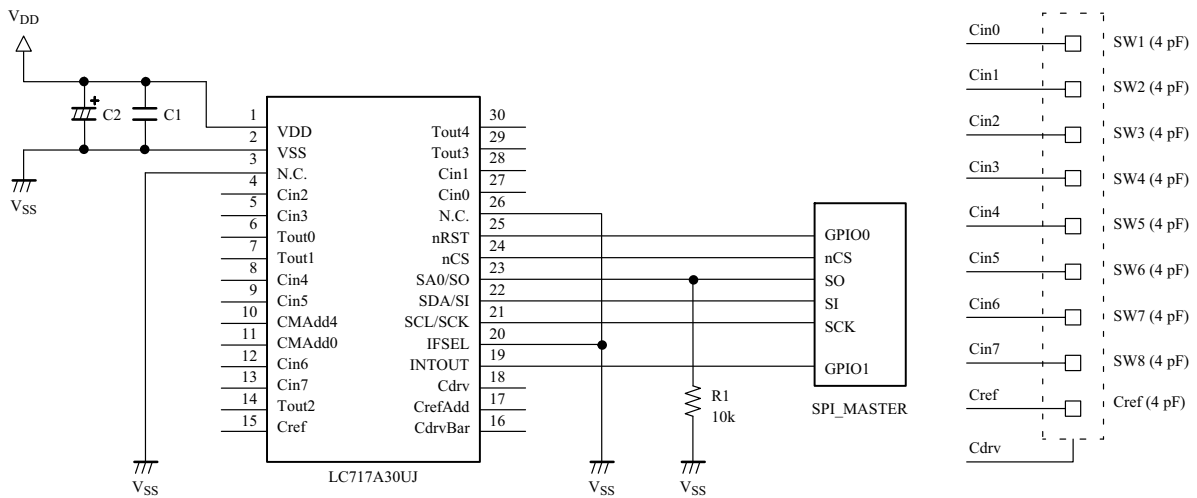 VDD
VSS
C2
C1
1
2
3
4
5
6
7
8
9
10
11
12
13
14
15
VDD
VSS
N.C.
Cin2
Cin3
Tout0
Tout1
Cin4
Cin5
CMAdd4
CMAdd0
Cin6
Cin7
Tout2
Cref
Tout4
Tout3
Cin1
Cin0
N.C.
nRST
nCS
SA0/SO
SDA/SI
SCL/SCK
IFSEL
INTOUT
Cdrv
CrefAdd
CdrvBar
30
29
28
27
26
25
24
23
22
21
20
19
18
17
16
LC717A30UJ
VSS
VSS
VSS
R1
10k
GPIO0
nCS
SO
SI
SCK
GPIO1
SPI_MASTER
Cin0 SW1 (4 pF)
Cin1 SW2 (4 pF)
Cin2 SW3 (4 pF)
Cin3 SW4 (4 pF)
Cin4 SW5 (4 pF)
Cin5 SW6 (4 pF)
Cin6 SW7 (4 pF)
Cin7 SW8 (4 pF)
Cref Cref (4 pF)
Cdrv